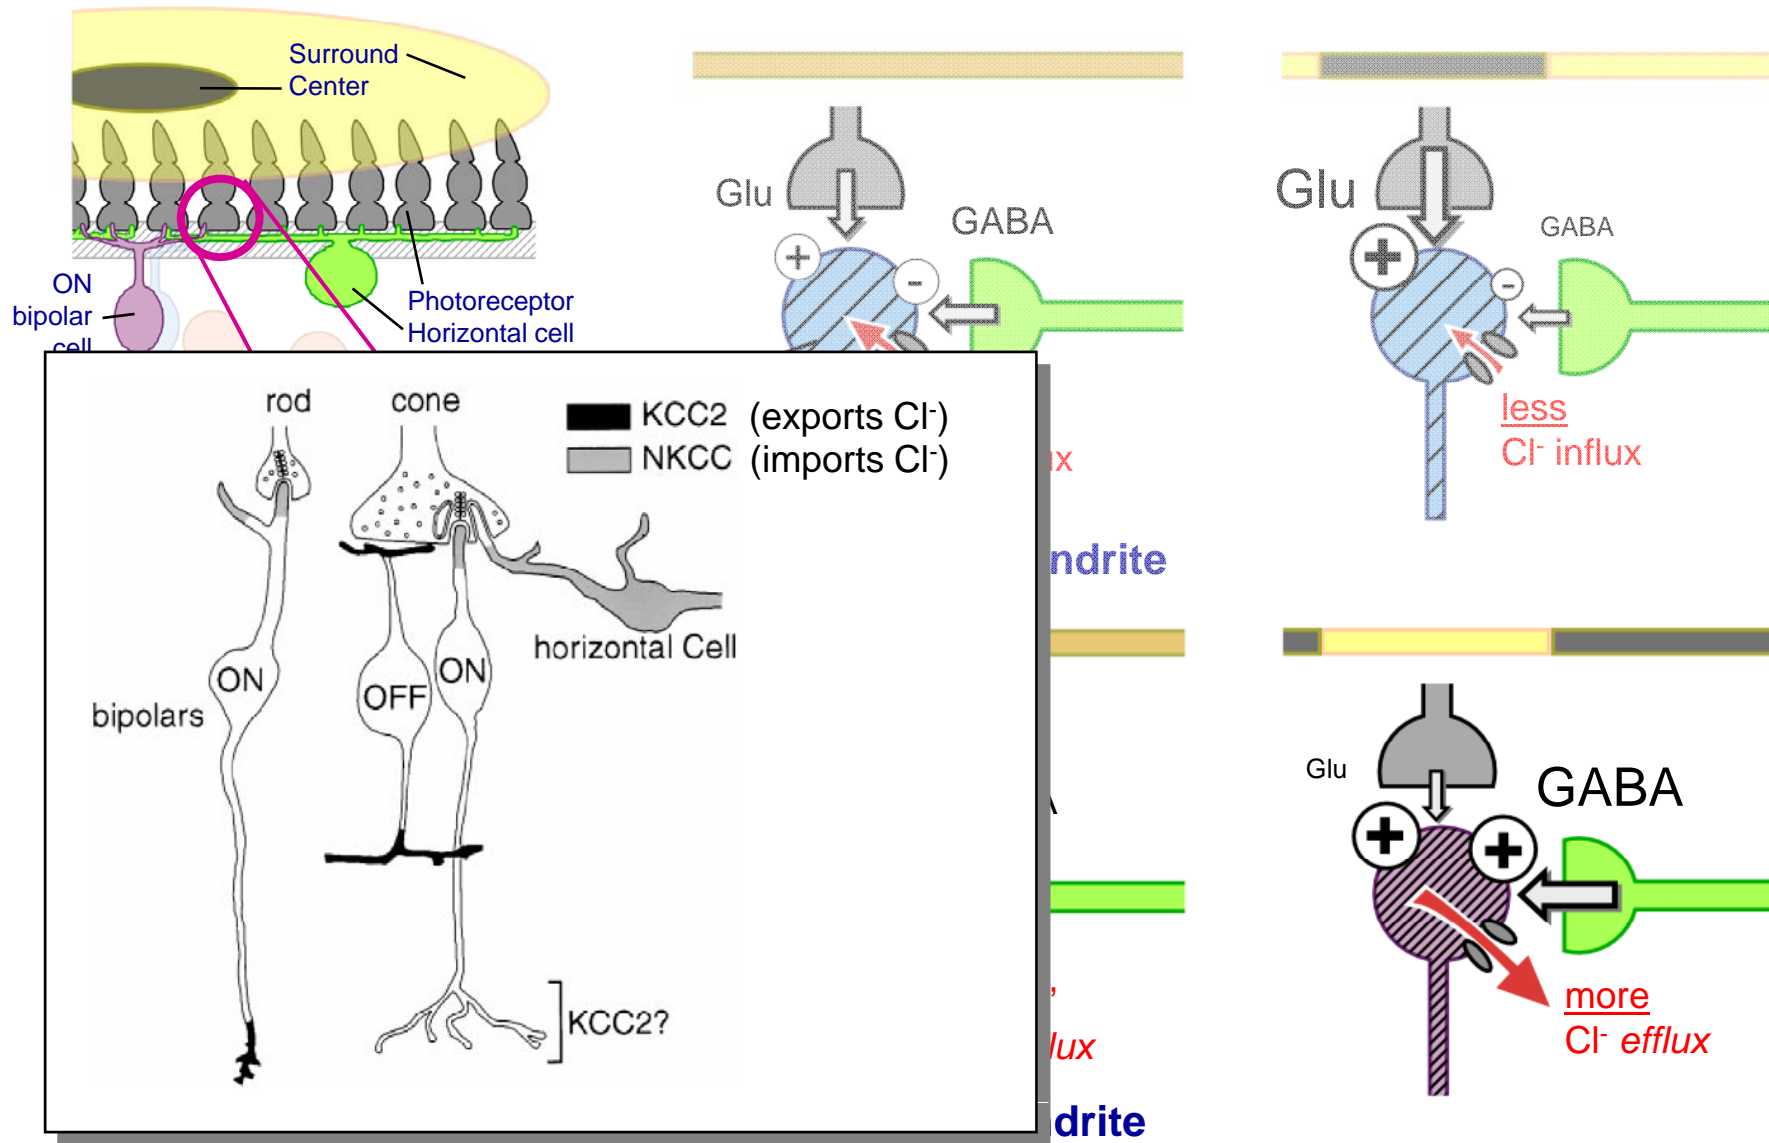 Surround
Center
ON
bipolar
cell
Photoreceptor
Horizontal cell
Glu
GABA
+
-
Glu
GABA
+
-
less
Cl- influx
rod
cone
KCC2 (exports Cl-)
NKCC (imports Cl-)
horizontal Cell
ON
OFF
ON
bipolars
KCC2?
ndrite
Glu
GABA
+
+
more
Cl- efflux
lux
drite